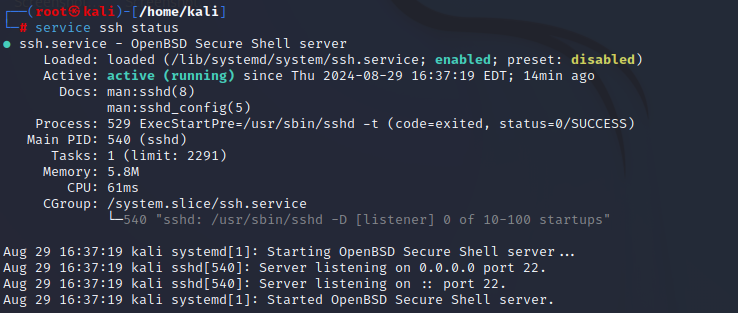 ┌──(root㉿kali)-[/home/kali]
└─# service ssh status
● ssh.service - OpenBSD Secure Shell server
     Loaded: loaded (/lib/systemd/system/ssh.service; enabled; preset: disabled)
     Active: active (running) since Thu 2024-08-29 16:37:19 EDT; 14min ago
       Docs: man:sshd(8)
             man:sshd_config(5)
    Process: 529 ExecStartPre=/usr/sbin/sshd -t (code=exited, status=0/SUCCESS)
   Main PID: 540 (sshd)
      Tasks: 1 (limit: 2291)
     Memory: 5.8M
        CPU: 61ms
     CGroup: /system.slice/ssh.service
             └─540 "sshd: /usr/sbin/sshd -D [listener] 0 of 10-100 startups"

Aug 29 16:37:19 kali systemd[1]: Starting OpenBSD Secure Shell server...
Aug 29 16:37:19 kali sshd[540]: Server listening on 0.0.0.0 port 22.
Aug 29 16:37:19 kali sshd[540]: Server listening on :: port 22.
Aug 29 16:37:19 kali systemd[1]: Started OpenBSD Secure Shell server.